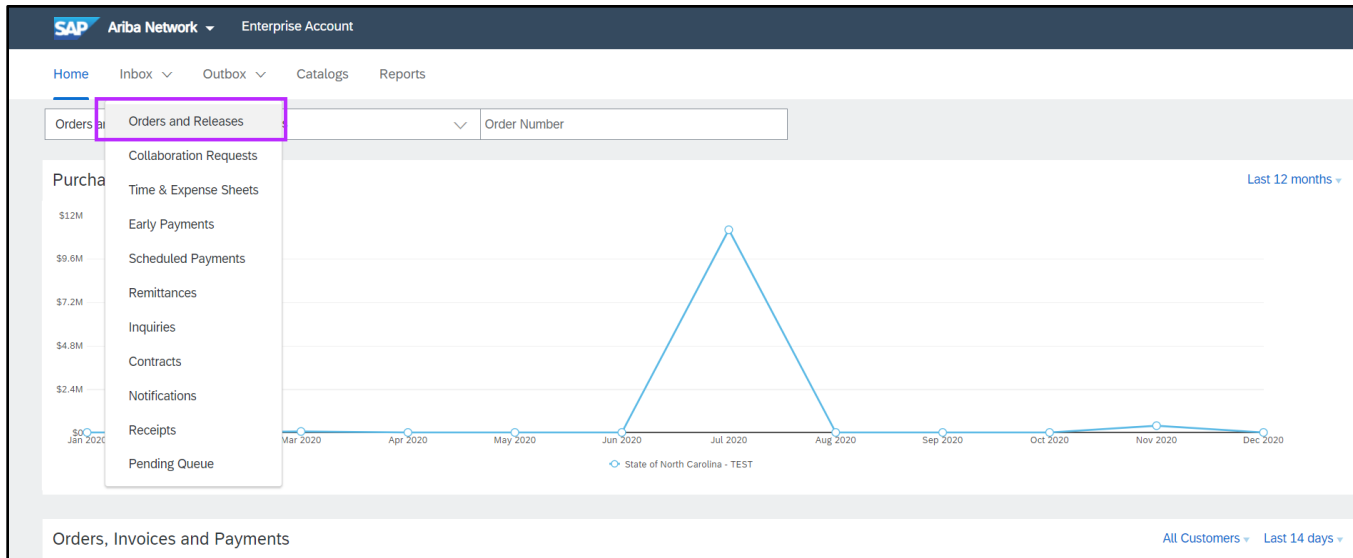 SAP Ariba Network Enterprise Account
Home Inbox Outbox Catalogs Reports
Orders and Releases
Order Number
Collaboration Requests
Time & Expense Sheets
Early Payments
Scheduled Payments
Remittances
Inquiries
Contracts
Notifications
Receipts
Pending Queue
Orders
Last 12 months
$12M
$9.6M
$7.2M
$4.8M
$2.4M
$0
Jan 2020 Mar 2020 Apr 2020 May 2020 Jun 2020 Jul 2020 Aug 2020 Sep 2020 Oct 2020 Nov 2020 Dec 2020
State of North Carolina - TEST
Orders, Invoices and Payments All Customers Last 14 days